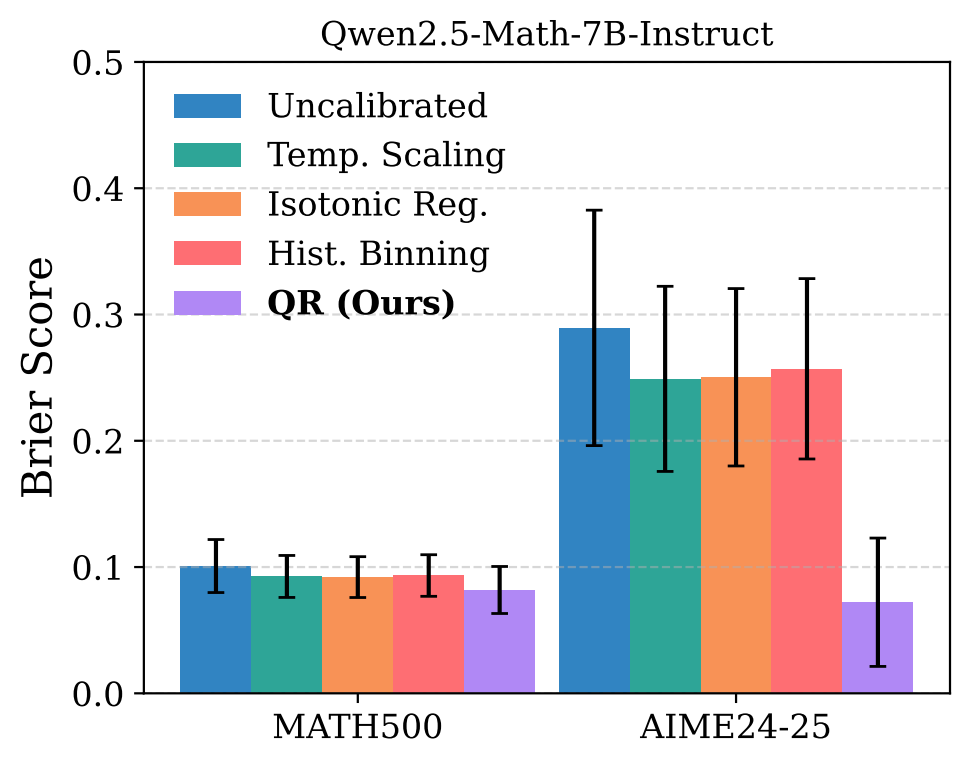 Qwen2.5-Math-7B-Instruct
0.5
0.4
0.3
0.2
0.1
0.0
Brier Score
Uncalibrated
Temp. Scaling
Isotonic Reg.
Hist. Binning
QR (Ours)
MATH500
AIME24-25